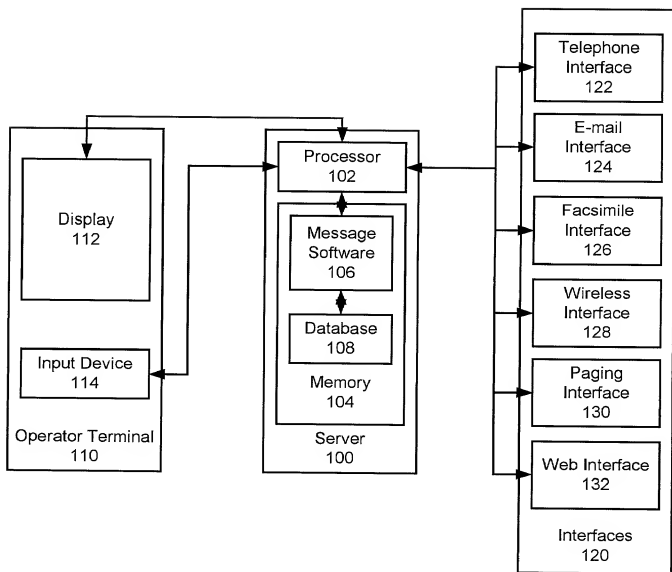 Display
112
Input Device
114
Operator Terminal
110
Processor
102
Message
Software
106
Database
108
Memory
104
Server
100
Telephone
Interface
122
E-mail
Interface
124
Facsimile
Interface
126
Wireless
Interface
128
Paging
Interface
130
Web Interface
132
Interfaces
120